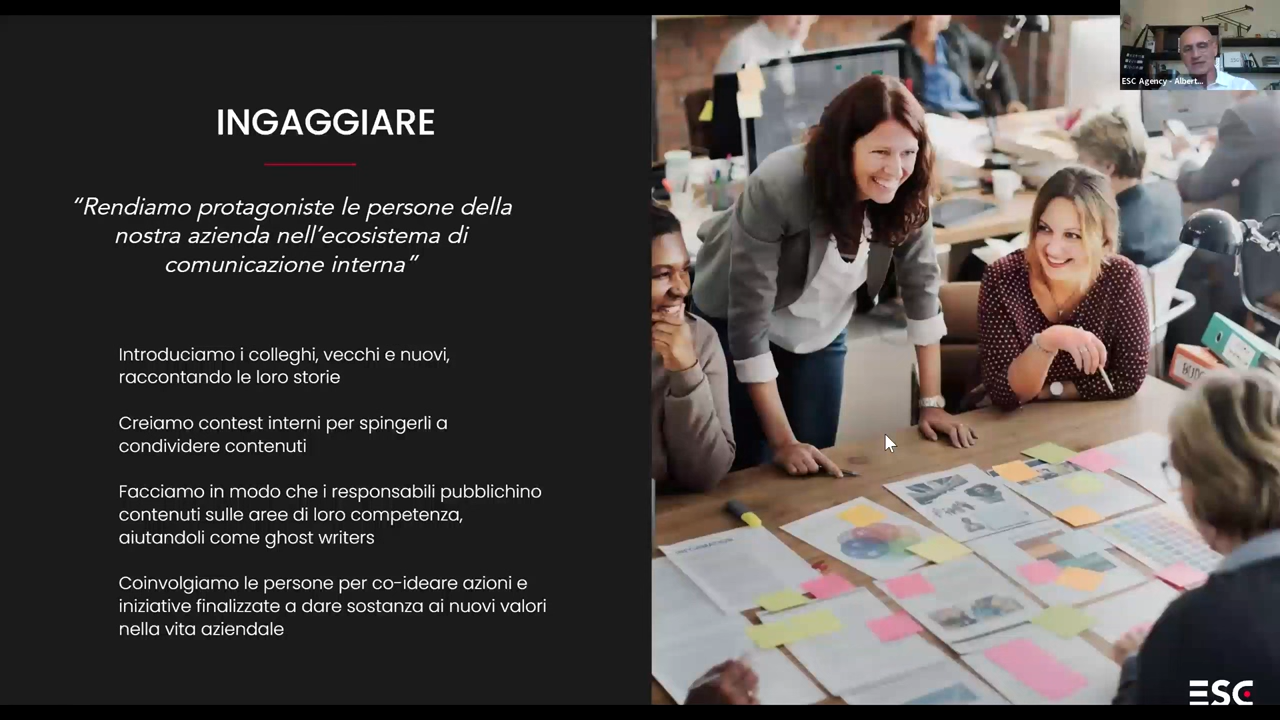 INGAGGIARE
“Rendiamo protagoniste le persone della
nostra azienda nell’ecosistema di
comunicazione interna”
Introduciamo i colleghi, vecchi e nuovi,
raccontando le loro storie
Creiamo contest interni per spingerli a
condividere contenuti
Facciamo in modo che i responsabili pubblichino
contenuti sulle aree di loro competenza,
aiutandoli come ghost writers
Coinvolgiamo le persone per co-ideare azioni e
iniziative finalizzate a dare sostanza ai nuovi valori
nella vita aziendale
ESC Agency - Albert...
INFORMATION
ESC